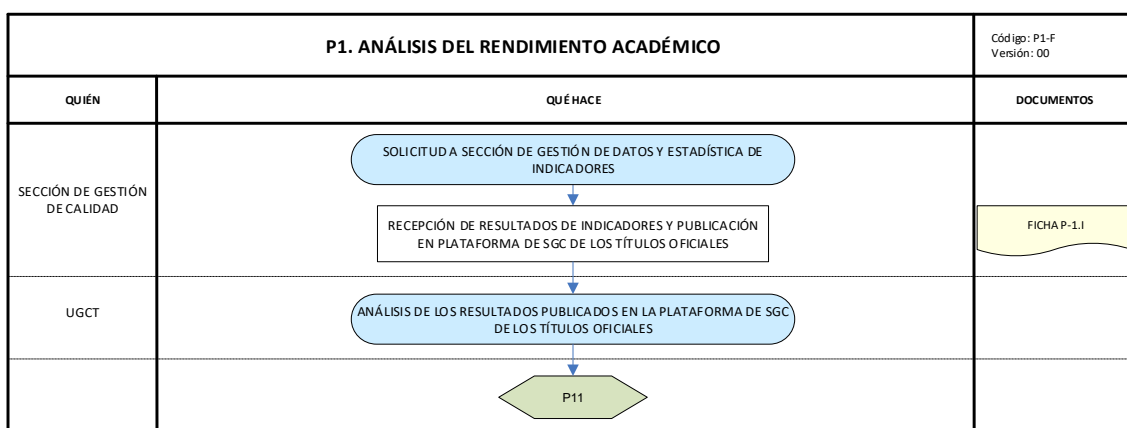 P1. ANÁLISIS DEL RENDIMIENTO ACADÉMICO
Código: P1-F
Versión: 00
QUIÉN
QUÉ HACE
DOCUMENTOS
SECCIÓN DE GESTIÓN
DE CALIDAD
SOLICITUD A SECCIÓN DE GESTIÓN DE DATOS Y ESTADÍSTICA DE
INDICADORES
RECEPCIÓN DE RESULTADOS DE INDICADORES Y PUBLICACIÓN
EN PLATAFORMA DE SGC DE LOS TÍTULOS OFICIALES
FICHA P-1.I
UGCT
ANÁLISIS DE LOS RESULTADOS PUBLICADOS EN LA PLATAFORMA DE SGC
DE LOS TÍTULOS OFICIALES
P11